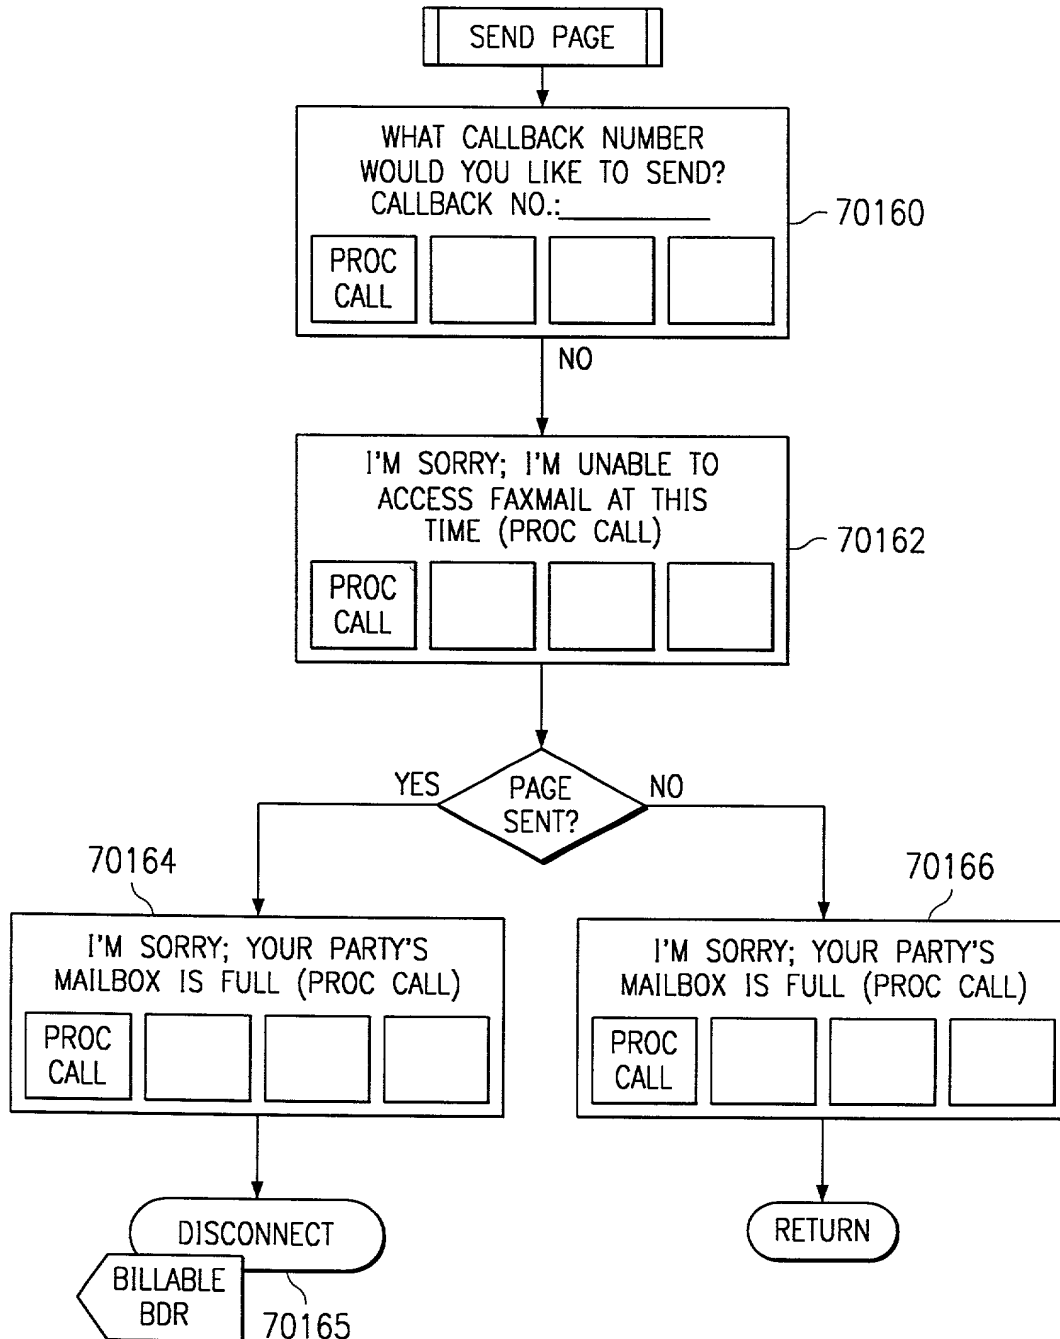 SEND PAGE
WHAT CALLBACK NUMBER
WOULD YOU LIKE TO SEND?
CALLBACK NO.:
70160
PROC
CALL
NO
I'M SORRY; I'M UNABLE TO
ACCESS FAXMAIL AT THIS
TIME (PROC CALL)
70162
PROC
CALL
YES
PAGE
SENT?
NO
70164
70166
I'M SORRY; YOUR PARTY'S
MAILBOX IS FULL (PROC CALL)
PROC
CALL
I'M SORRY; YOUR PARTY'S
MAILBOX IS FULL (PROC CALL)
PROC
CALL
DISCONNECT
RETURN
BILLABLE
BDR
70165